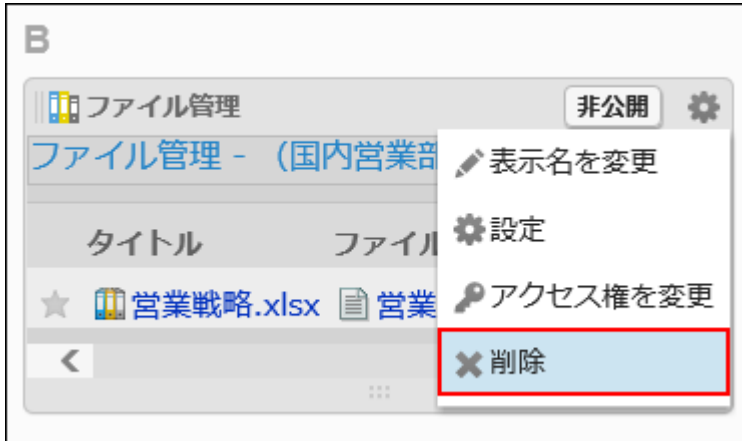 B
ファイル管理
非公開
ファイル管理 - （国内営業部
表示名を変更
設定
タイトル
ファイル
アクセス権を変更
営業戦略.xlsx
営業
削除